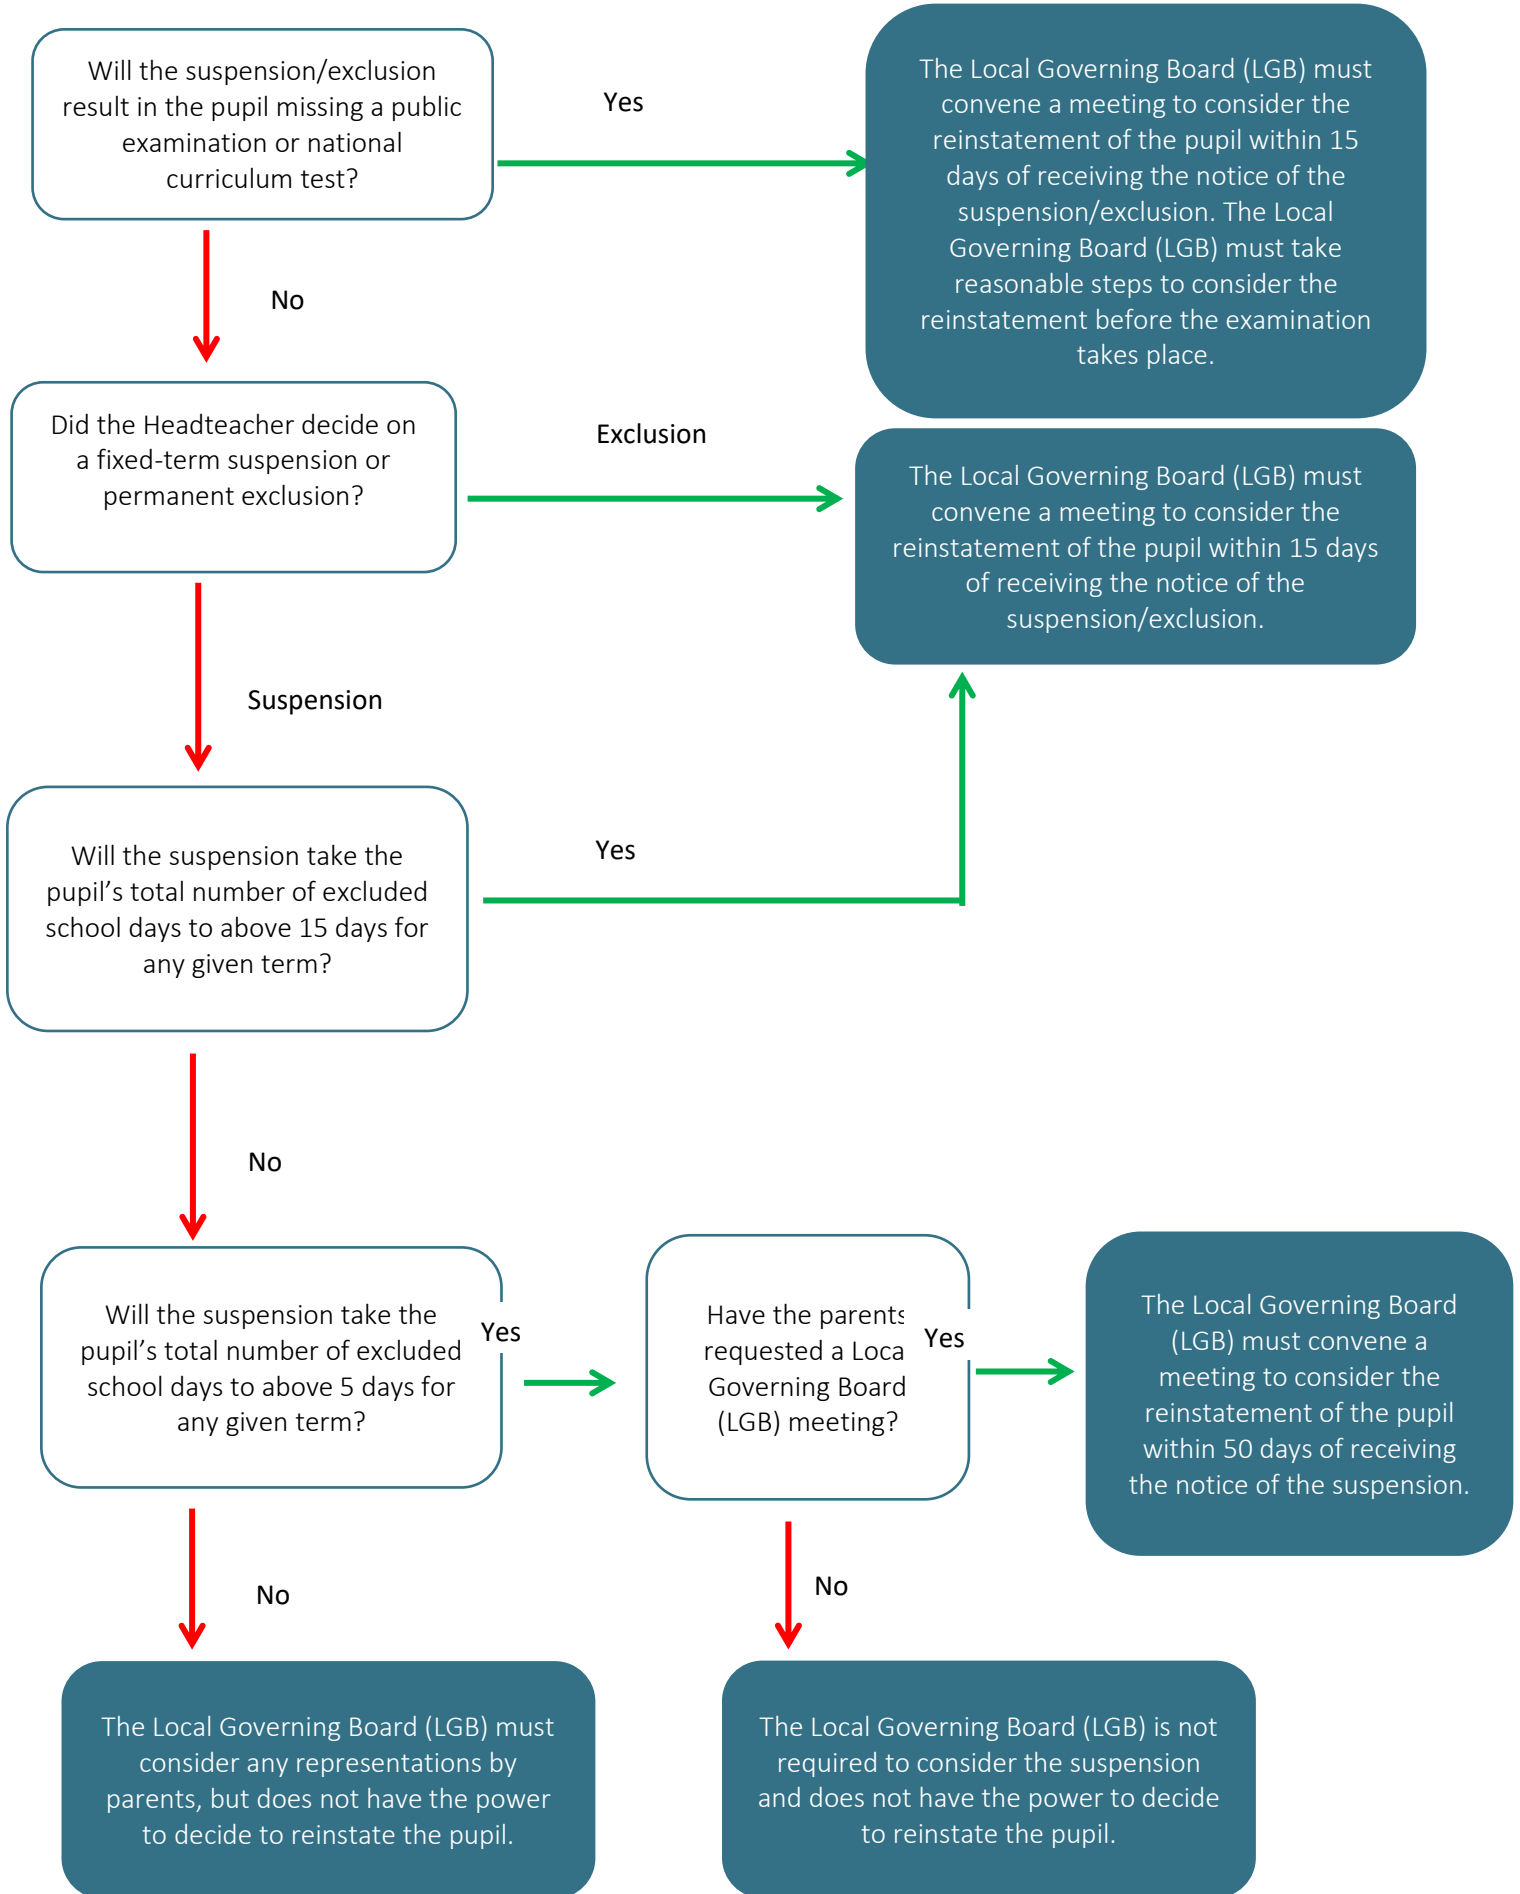 Will the suspension/exclusion
result in the pupil missing a public
examination or national
curriculum test?
Yes
The Local Governing Board (LGB) must
convene a meeting to consider the
reinstatement of the pupil within 15
days of receiving the notice of the
suspension/exclusion. The Local
Governing Board (LGB) must take
reasonable steps to consider the
reinstatement before the examination
takes place.
No
Did the Headteacher decide on
a fixed-term suspension or
permanent exclusion?
Exclusion
The Local Governing Board (LGB) must
convene a meeting to consider the
reinstatement of the pupil within 15 days
of receiving the notice of the
suspension/exclusion.
Suspension
Will the suspension take the
pupil’s total number of excluded
school days to above 15 days for
any given term?
Yes
No
Will the suspension take the
pupil’s total number of excluded
school days to above 5 days for
any given term?
Yes
Have the parents
requested a Loca
Governing Board
(LGB) meeting?
Yes
The Local Governing Board
(LGB) must convene a
meeting to consider the
reinstatement of the pupil
within 50 days of receiving
the notice of the suspension.
No
No
The Local Governing Board (LGB) must
consider any representations by
parents, but does not have the power
to decide to reinstate the pupil.
The Local Governing Board (LGB) is not
required to consider the suspension
and does not have the power to decide
to reinstate the pupil.